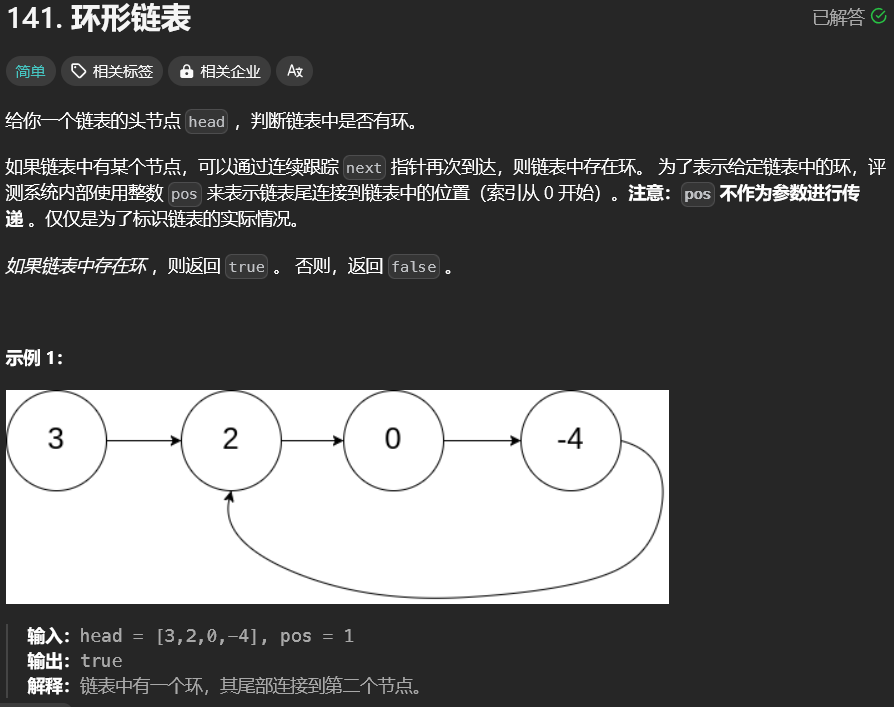 141. 环形链表
已解答
简单 相关标签 相关企业 Aあ
给你一个链表的头节点 head ，判断链表中是否有环。
如果链表中有某个节点，可以通过连续跟踪 next 指针再次到达，则链表中存在环。 为了表示给定链表中的环，评
测系统内部使用整数 pos 来表示链表尾连接到链表中的位置（索引从 0 开始）。注意：pos 不作为参数进行传
递 。仅仅是为了标识链表的实际情况。
如果链表中存在环 ，则返回 true 。 否则，返回 false 。
示例 1：
3 2 0 -4
输入：head = [3,2,0,-4], pos = 1
输出：true
解释：链表中有一个环，其尾部连接到第二个节点。